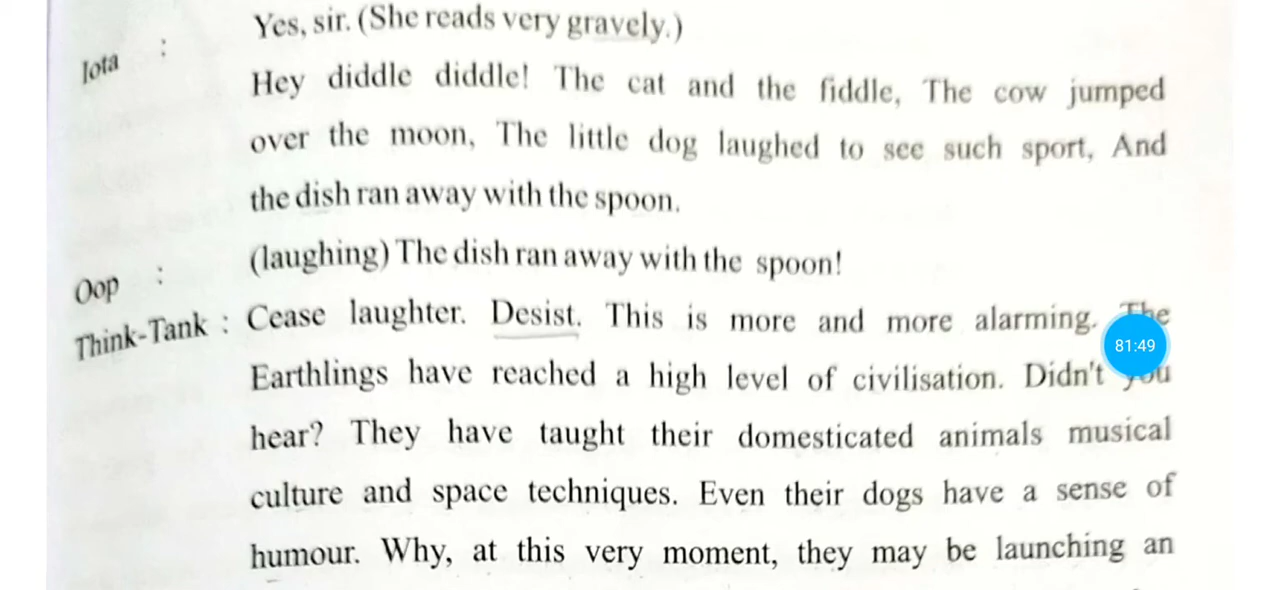 Iota : Yes, sir. (She reads very gravely.)
Hey diddle diddle! The cat and the fiddle, The cow jumped
over the moon, The little dog laughed to see such sport, And
the dish ran away with the spoon.
Oop : (laughing) The dish ran away with the spoon!
Think-Tank : Cease laughter. Desist. This is more and more alarming. The
81:49
Earthlings have reached a high level of civilisation. Didn't you
hear? They have taught their domesticated animals musical
culture and space techniques. Even their dogs have a sense of
humour. Why, at this very moment, they may be launching an